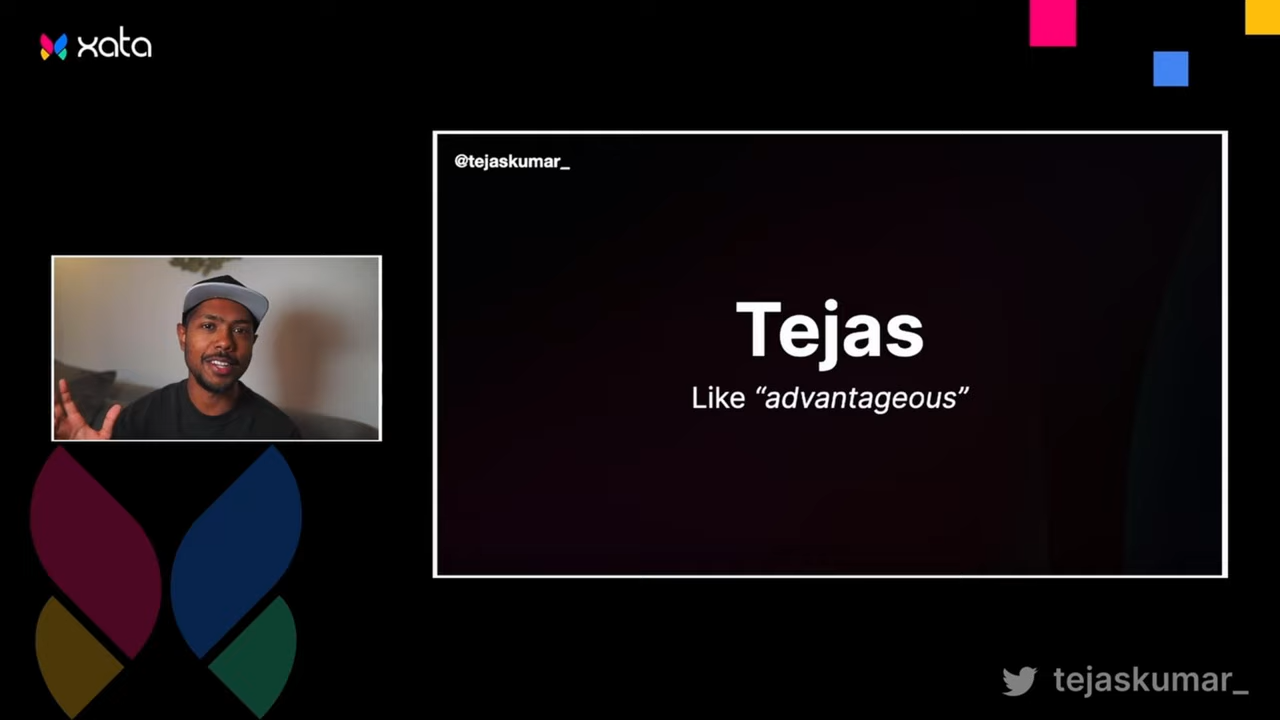 xata
@tejaskumar_
Tejas
Like “advantageous”
tejaskumar_